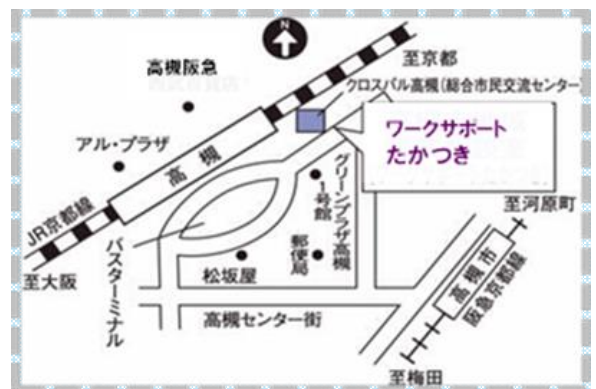 N
至京都
高槻阪急
クロスパル高槻(総合市民交流センター)
ワークサポート
たかつき
アル・プラザ
高槻
グリーンプラザ高槻
1号館
郵便局
至河原町
JR京都線
至大阪
バスターミナル
松坂屋
高槻市
阪急京都線
高槻センター街
至梅田